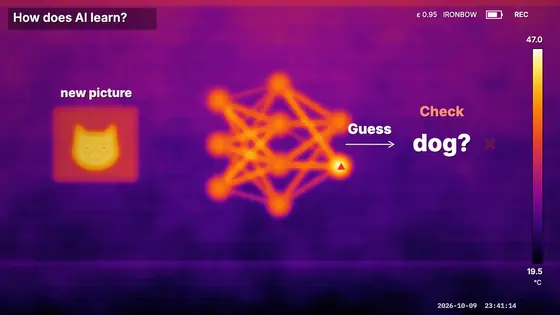 How does AI learn?
ε 0.95 IRONBOW REC
47.0
new picture
Check
Guess
dog?
19.5
°C
2026-10-09 23:41:14